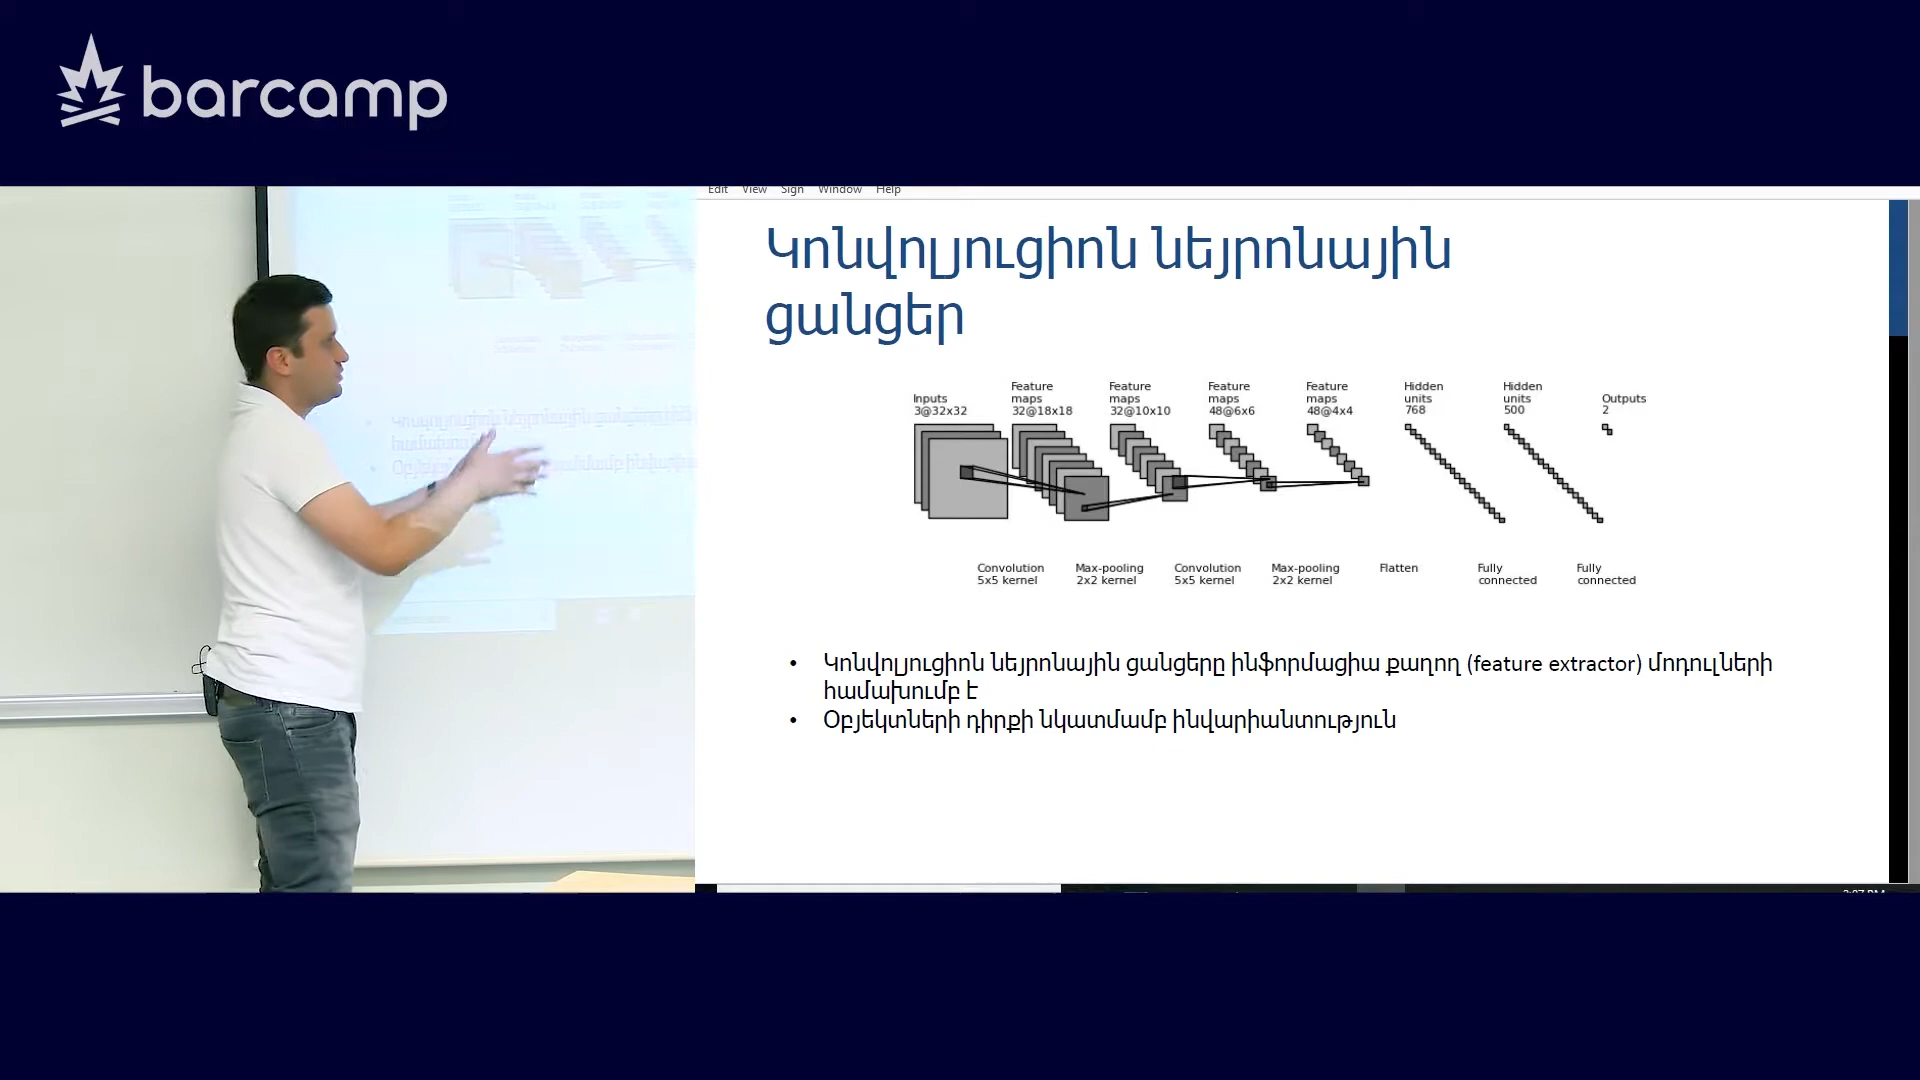 barcamp
Edit View Sign Window Help
Կոնվոլյուցիոն նեյրոնային
ցանցեր
Inputs
3@32x32
Feature
maps
32@18x18
Feature
maps
32@10x10
Feature
maps
48@6x6
Feature
maps
48@4x4
Hidden
units
768
Hidden
units
500
Outputs
2
Convolution
5x5 kernel
Max-pooling
2x2 kernel
Convolution
5x5 kernel
Max-pooling
2x2 kernel
Flatten
Fully
connected
Fully
connected
• Կոնվոլյուցիոն նեյրոնային ցանցերը ինֆորմացիա քաղող (feature extractor) մոդուլների
համախումբ է
• Օբյեկտների դիրքի նկատմամբ ինվարիանտություն